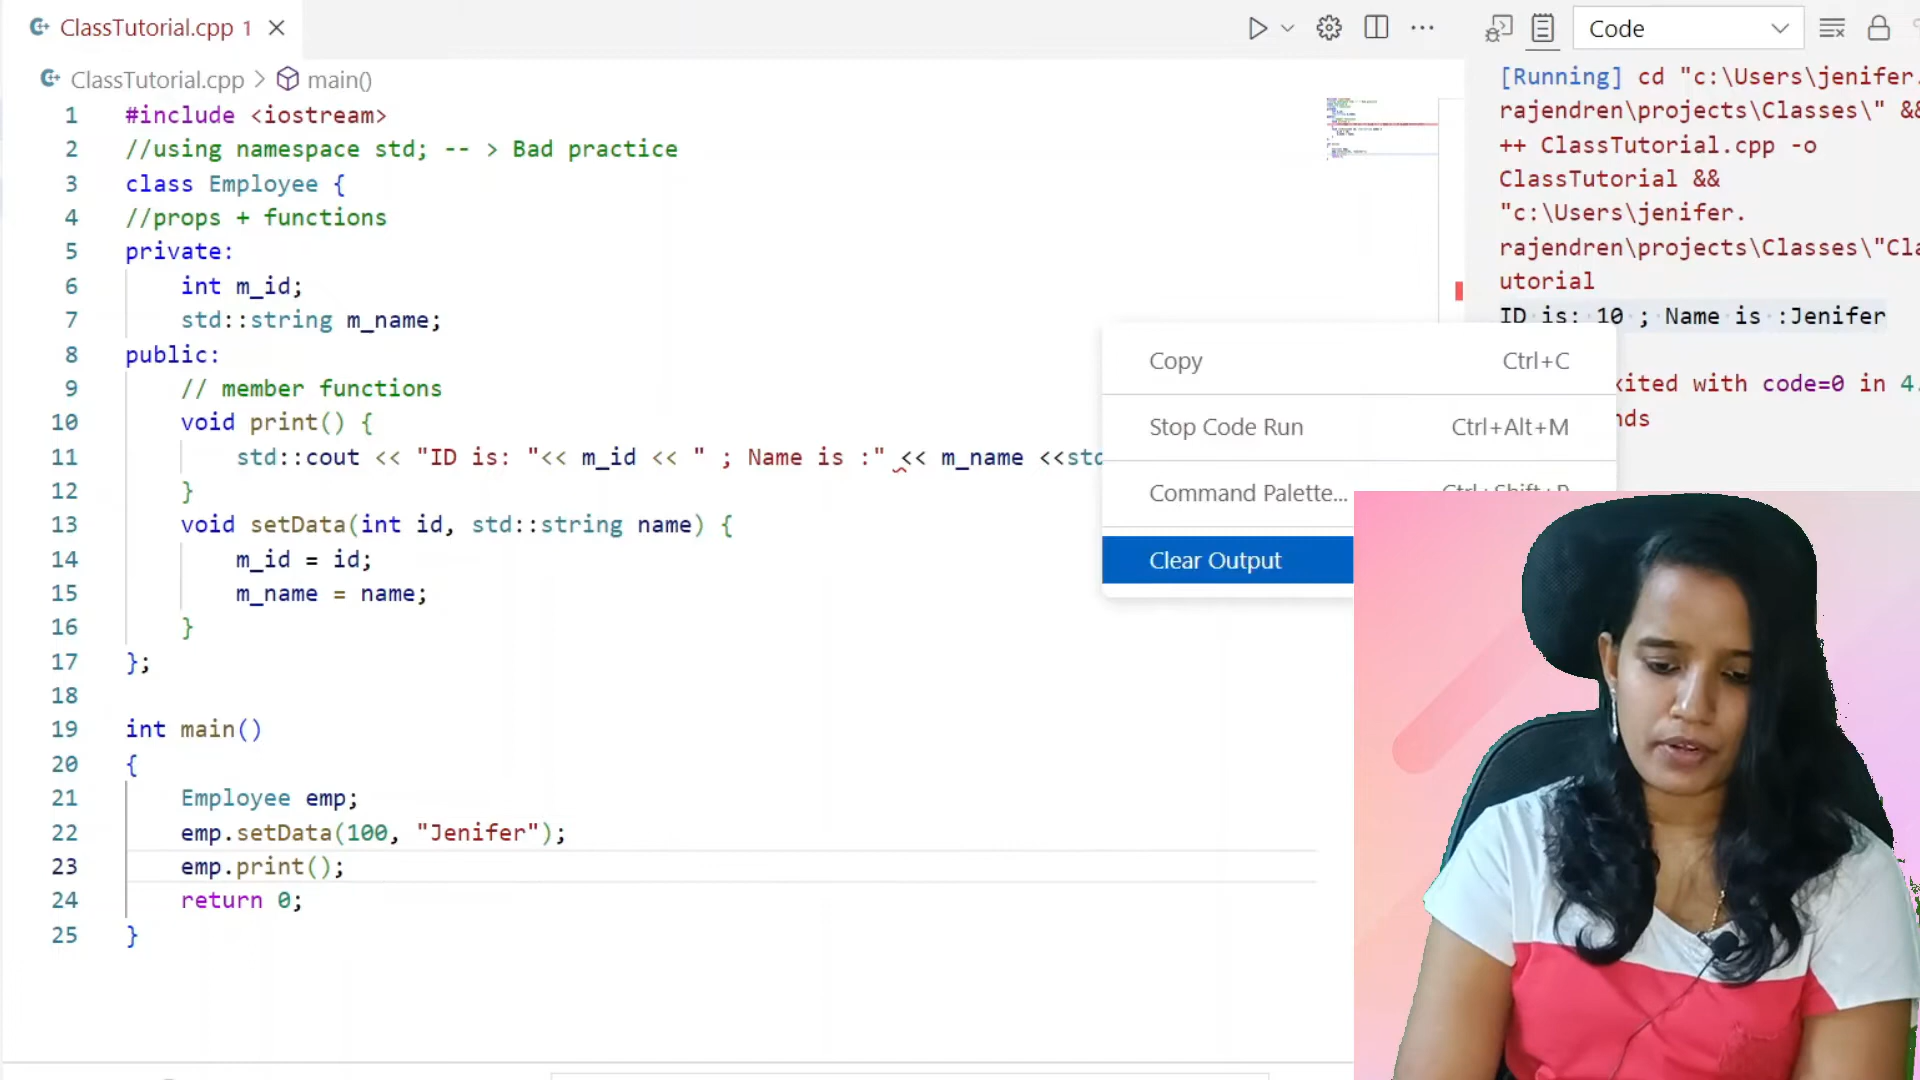 ClassTutorial.cpp 1
Code
ClassTutorial.cpp > main()
1 #include <iostream>
2 //using namespace std; -- > Bad practice
3 class Employee {
4 //props + functions
5 private:
6 int m_id;
7 std::string m_name;
8 public:
9 // member functions
10 void print() {
11 std::cout << "ID is: "<< m_id << " ; Name is :" << m_name <<std
12 }
13 void setData(int id, std::string name) {
14 m_id = id;
15 m_name = name;
16 }
17 };
18
19 int main()
20 {
21 Employee emp;
22 emp.setData(100, "Jenifer");
23 emp.print();
24 return 0;
25 }
[Running] cd "c:\Users\jenifer.
rajendren\projects\Classes\" &&
++ ClassTutorial.cpp -o
ClassTutorial &&
"c:\Users\jenifer.
rajendren\projects\Classes\"Cla
utorial
ID is: 10 ; Name is :Jenifer
xited with code=0 in 4.
nds
Copy Ctrl+C
Stop Code Run Ctrl+Alt+M
Command Palette... Ctrl+Shift+P
Clear Output